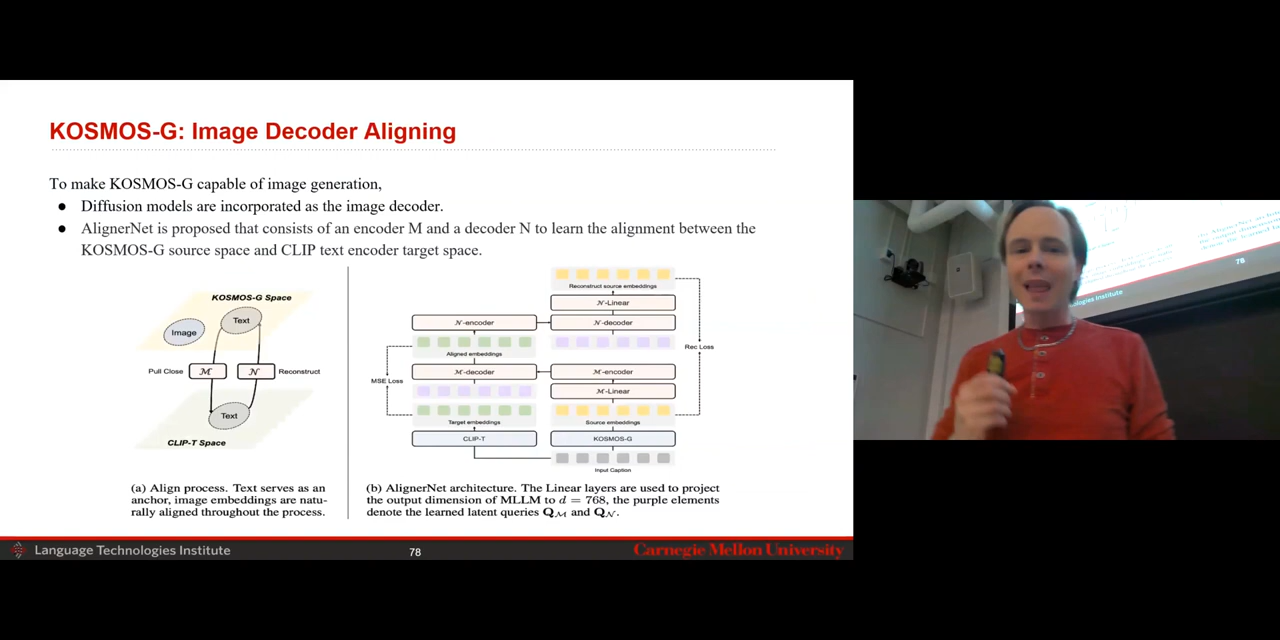 KOSMOS-G: Image Decoder Aligning
To make KOSMOS-G capable of image generation,
● Diffusion models are incorporated as the image decoder.
● AlignerNet is proposed that consists of an encoder M and a decoder N to learn the alignment between the
KOSMOS-G source space and CLIP text encoder target space.
KOSMOS-G Space
Text
Image
Pull Close
M
N
Reconstruct
Text
CLIP-T Space
(a) Align process. Text serves as an
anchor, image embeddings are natu-
rally aligned throughout the process.
Reconstruct source embeddings
N-Linear
N-encoder
N-decoder
Aligned embeddings
Rec Loss
M-decoder
M-encoder
MSE Loss
M-Linear
Target embeddings
Source embeddings
CLIP-T
KOSMOS-G
Input Caption
(b) AlignerNet architecture. The Linear layers are used to project
the output dimension of MLLM to d = 768, the purple elements
denote the learned latent queries Q_M and Q_N.
Language Technologies Institute
78
Carnegie Mellon University
78
Institute